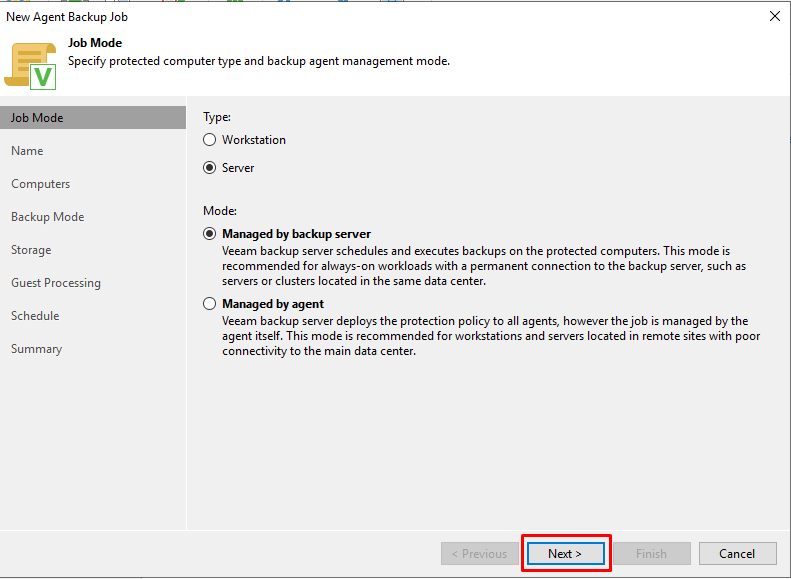 New Agent Backup Job
Job Mode
Specify protected computer type and backup agent management mode.
Job Mode
Name
Computers
Backup Mode
Storage
Guest Processing
Schedule
Summary
Type:
Workstation
Server
Mode:
Managed by backup server
Veeam backup server schedules and executes backups on the protected computers. This mode is
recommended for always-on workloads with a permanent connection to the backup server, such as
servers or clusters located in the same data center.
Managed by agent
Veeam backup server deploys the protection policy to all agents, however the job is managed by the
agent itself. This mode is recommended for workstations and servers located in remote sites with poor
connectivity to the main data center.
< Previous
Next >
Finish
Cancel